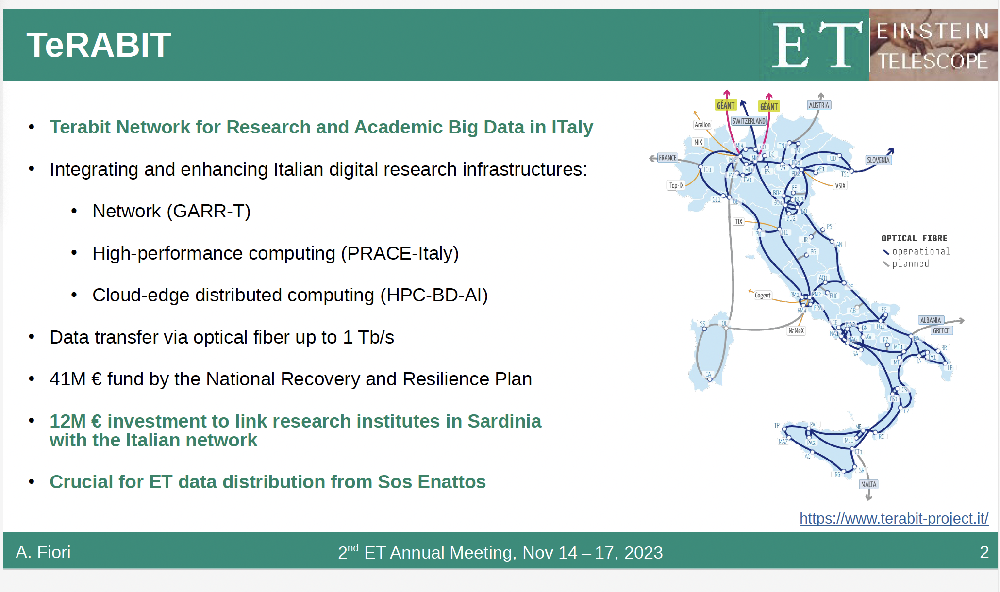 TeRABIT
ET EINSTEIN
TELESCOPE
• Terabit Network for Research and Academic Big Data in ITaly
• Integrating and enhancing Italian digital research infrastructures:
• Network (GARR-T)
• High-performance computing (PRACE-Italy)
• Cloud-edge distributed computing (HPC-BD-AI)
• Data transfer via optical fiber up to 1 Tb/s
• 41M € fund by the National Recovery and Resilience Plan
• 12M € investment to link research institutes in Sardinia
with the Italian network
• Crucial for ET data distribution from Sos Enattos
GÉANT
GÉANT
AUSTRIA
SWITZERLAND
Arelion
MIX
FRANCE
SLOVENIA
Top-IX
VSIX
MI4
CO
TN1
TN
BG
UD
MI2
MI1
PD1
TO1
MI3
BS
VR
PD2
VE1
TS1
PV
PV1
FE
BO4
GE1
GE
BO1
BO3
BO
BO2
TIX
PS
PI1
FI1
UR
AN
PG
OPTICAL FIBRE
operational
planned
AQ1
PE
Cogent
RM1
RM2
FUC
RM4
FRA
CB
FG
NaMeX
SS
OL
CE
NA2
FG1
ALBANIA
GREECE
NA1
BN
NA6
AV
PZ
BA1
SA
MT1
BR
MT
TA
TA1
LE
CA
CS
CS1
CZ
TP
PA1
ME
RC
MAZ
PA2
ME1
AG
CT1
RG
SR
MALTA
https://www.terabit-project.it/
A. Fiori
2nd ET Annual Meeting, Nov 14 – 17, 2023
2